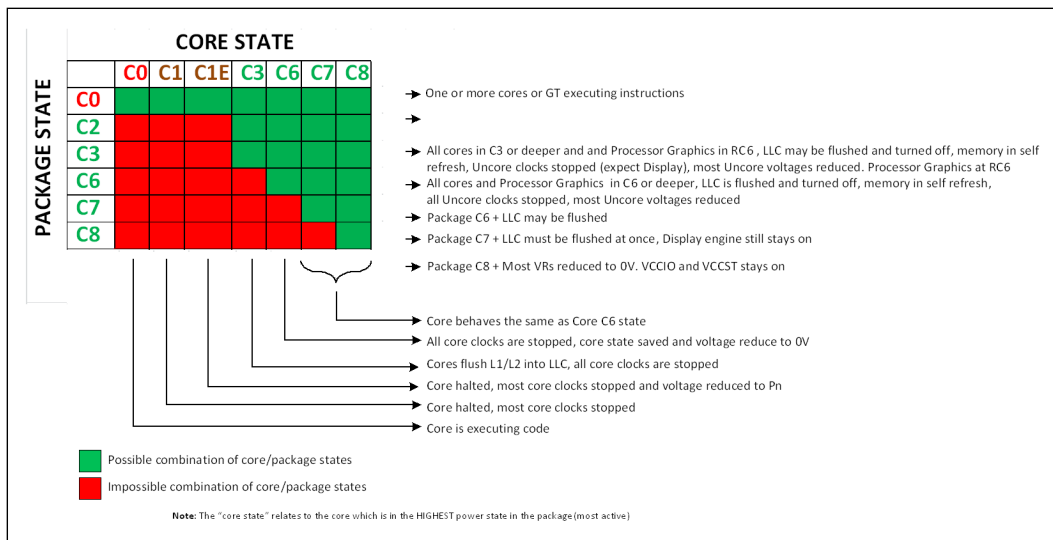 CORE STATE
PACKAGE STATE
C0 C1 C1E C3 C6 C7 C8
C0
C2
C3
C6
C7
C8
One or more cores or GT executing instructions
All cores in C3 or deeper and and Processor Graphics in RC6 , LLC may be flushed and turned off, memory in self
refresh, Uncore clocks stopped (expect Display), most Uncore voltages reduced. Processor Graphics at RC6
All cores and Processor Graphics in C6 or deeper, LLC is flushed and turned off, memory in self refresh,
all Uncore clocks stopped, most Uncore voltages reduced
Package C6 + LLC may be flushed
Package C7 + LLC must be flushed at once, Display engine still stays on
Package C8 + Most VRs reduced to 0V. VCCIO and VCCST stays on
Core behaves the same as Core C6 state
All core clocks are stopped, core state saved and voltage reduce to 0V
Cores flush L1/L2 into LLC, all core clocks are stopped
Core halted, most core clocks stopped and voltage reduced to Pn
Core halted, most core clocks stopped
Core is executing code
Possible combination of core/package states
Impossible combination of core/package states
Note: The “core state” relates to the core which is in the HIGHEST power state in the package (most active)